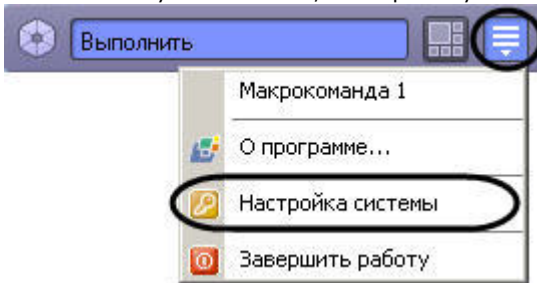 Выполнить
Макрокоманда 1
О программе...
Настройка системы
Завершить работу